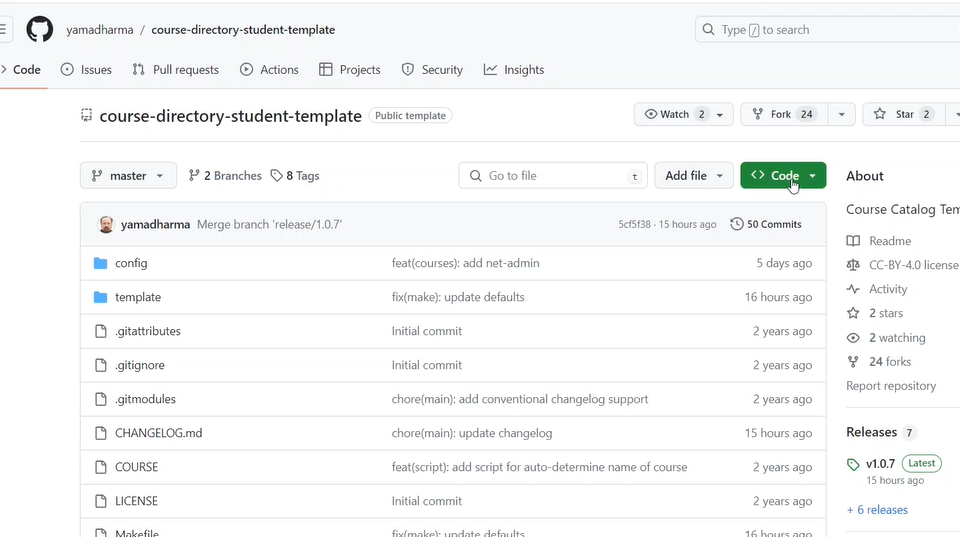 yamadharma / course-directory-student-template
Type / to search
Code Issues Pull requests Actions Projects Security Insights
course-directory-student-template Public template
Watch 2 Fork 24 Star 2
master 2 Branches 8 Tags Go to file t Add file Code
About
yamadharma Merge branch 'release/1.0.7' 5cf5f38 · 15 hours ago 50 Commits
Course Catalog Tem
config feat(courses): add net-admin 5 days ago
template fix(make): update defaults 16 hours ago
.gitattributes Initial commit 2 years ago
.gitignore Initial commit 2 years ago
.gitmodules chore(main): add conventional changelog support 2 years ago
CHANGELOG.md chore(main): update changelog 15 hours ago
COURSE feat(script): add script for auto-determine name of course 2 years ago
LICENSE Initial commit 2 years ago
Makefile fix(make): update defaults 16 hours ago
Readme
CC-BY-4.0 license
Activity
2 stars
2 watching
24 forks
Report repository
Releases 7
v1.0.7 Latest
15 hours ago
+ 6 releases